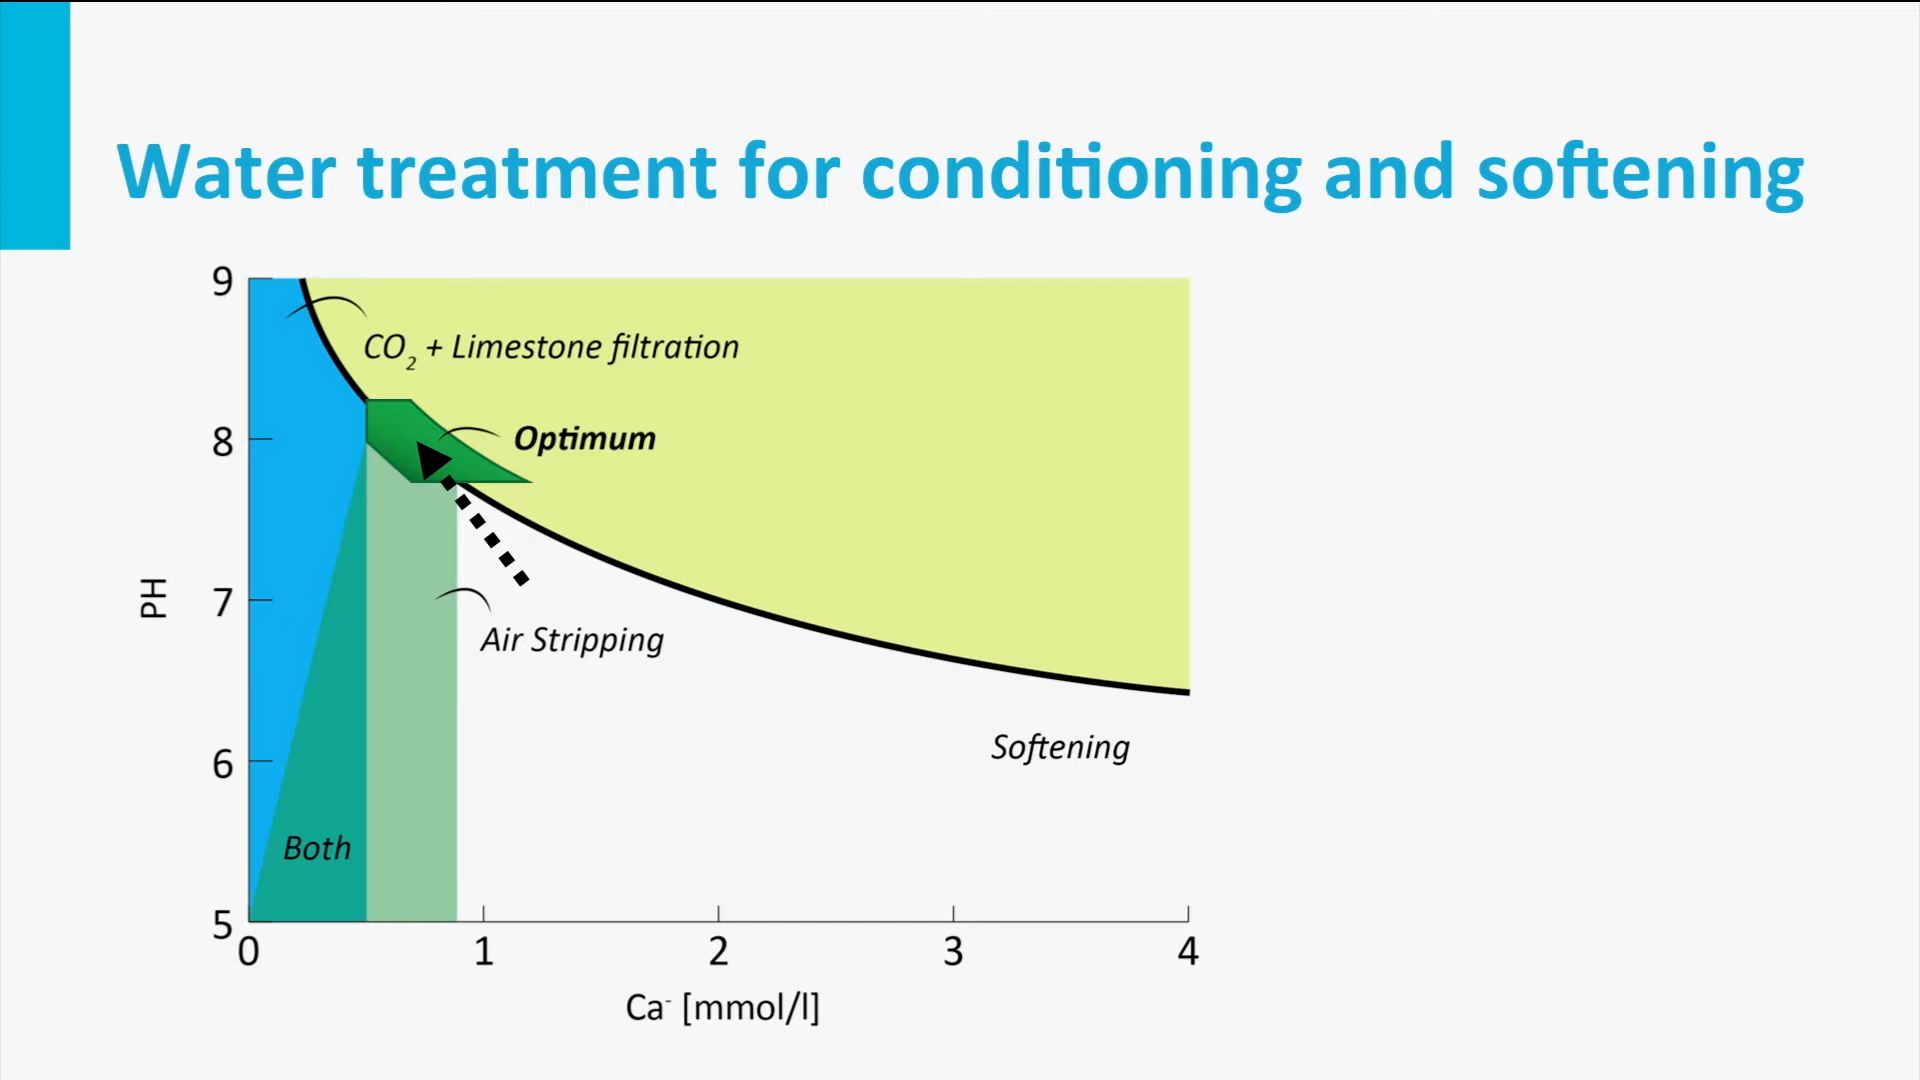 Water treatment for conditioning and softening
9
CO2 + Limestone filtration
8
Optimum
7
PH
Air Stripping
6
Softening
Both
5
0 1 2 3 4
Ca- [mmol/l]